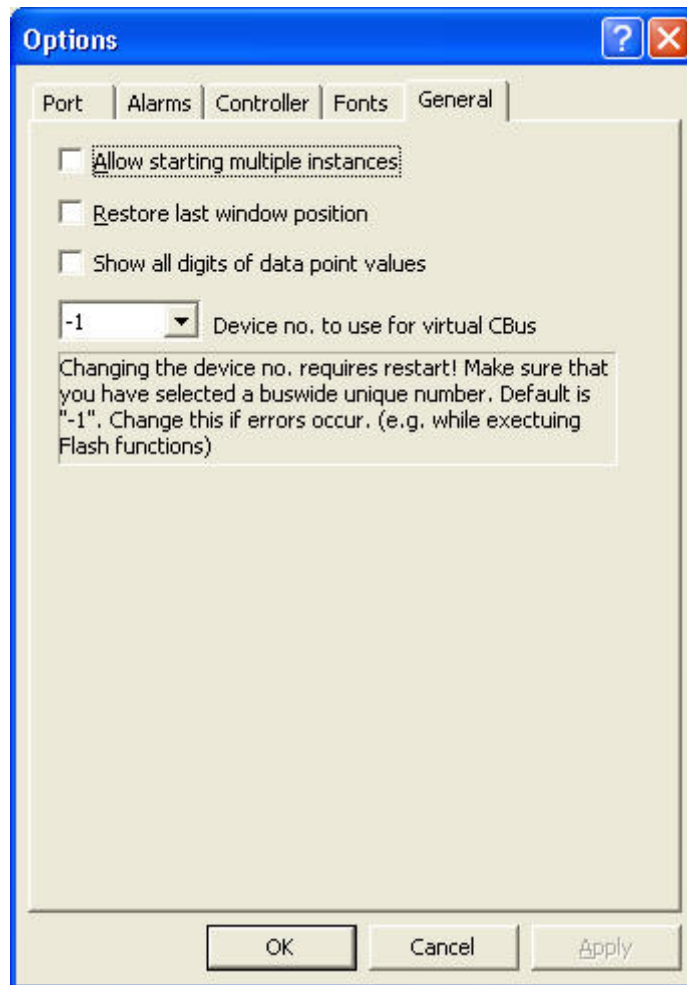 Options
Port Alarms Controller Fonts General
Allow starting multiple instances
Restore last window position
Show all digits of data point values
-1 Device no. to use for virtual CBus
Changing the device no. requires restart! Make sure that
you have selected a buswide unique number. Default is
"-1". Change this if errors occur. (e.g. while exectuing
Flash functions)
OK Cancel Apply